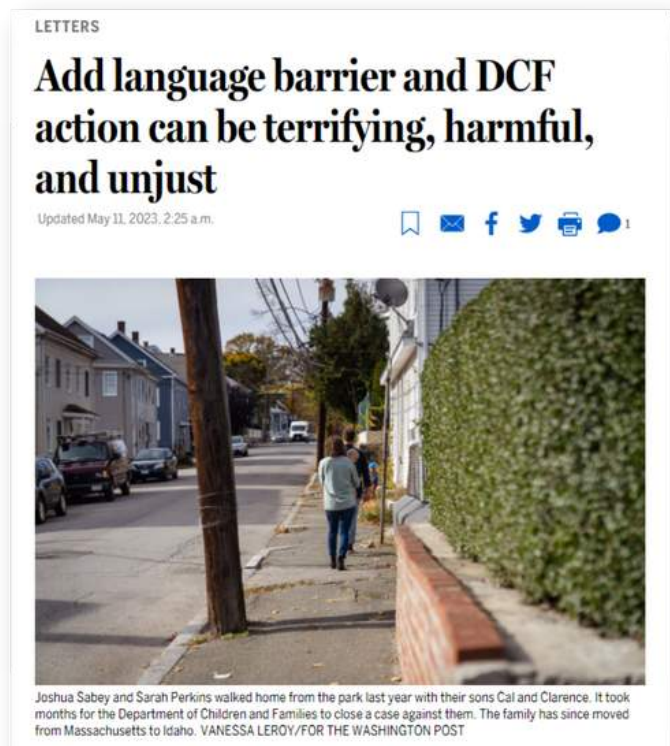 LETTERS
Add language barrier and DCF
action can be terrifying, harmful,
and unjust
Updated May 11, 2023, 2:25 a.m.
1
Joshua Sabey and Sarah Perkins walked home from the park last year with their sons Cal and Clarence. It took
months for the Department of Children and Families to close a case against them. The family has since moved
from Massachusetts to Idaho. VANESSA LEROY/FOR THE WASHINGTON POST